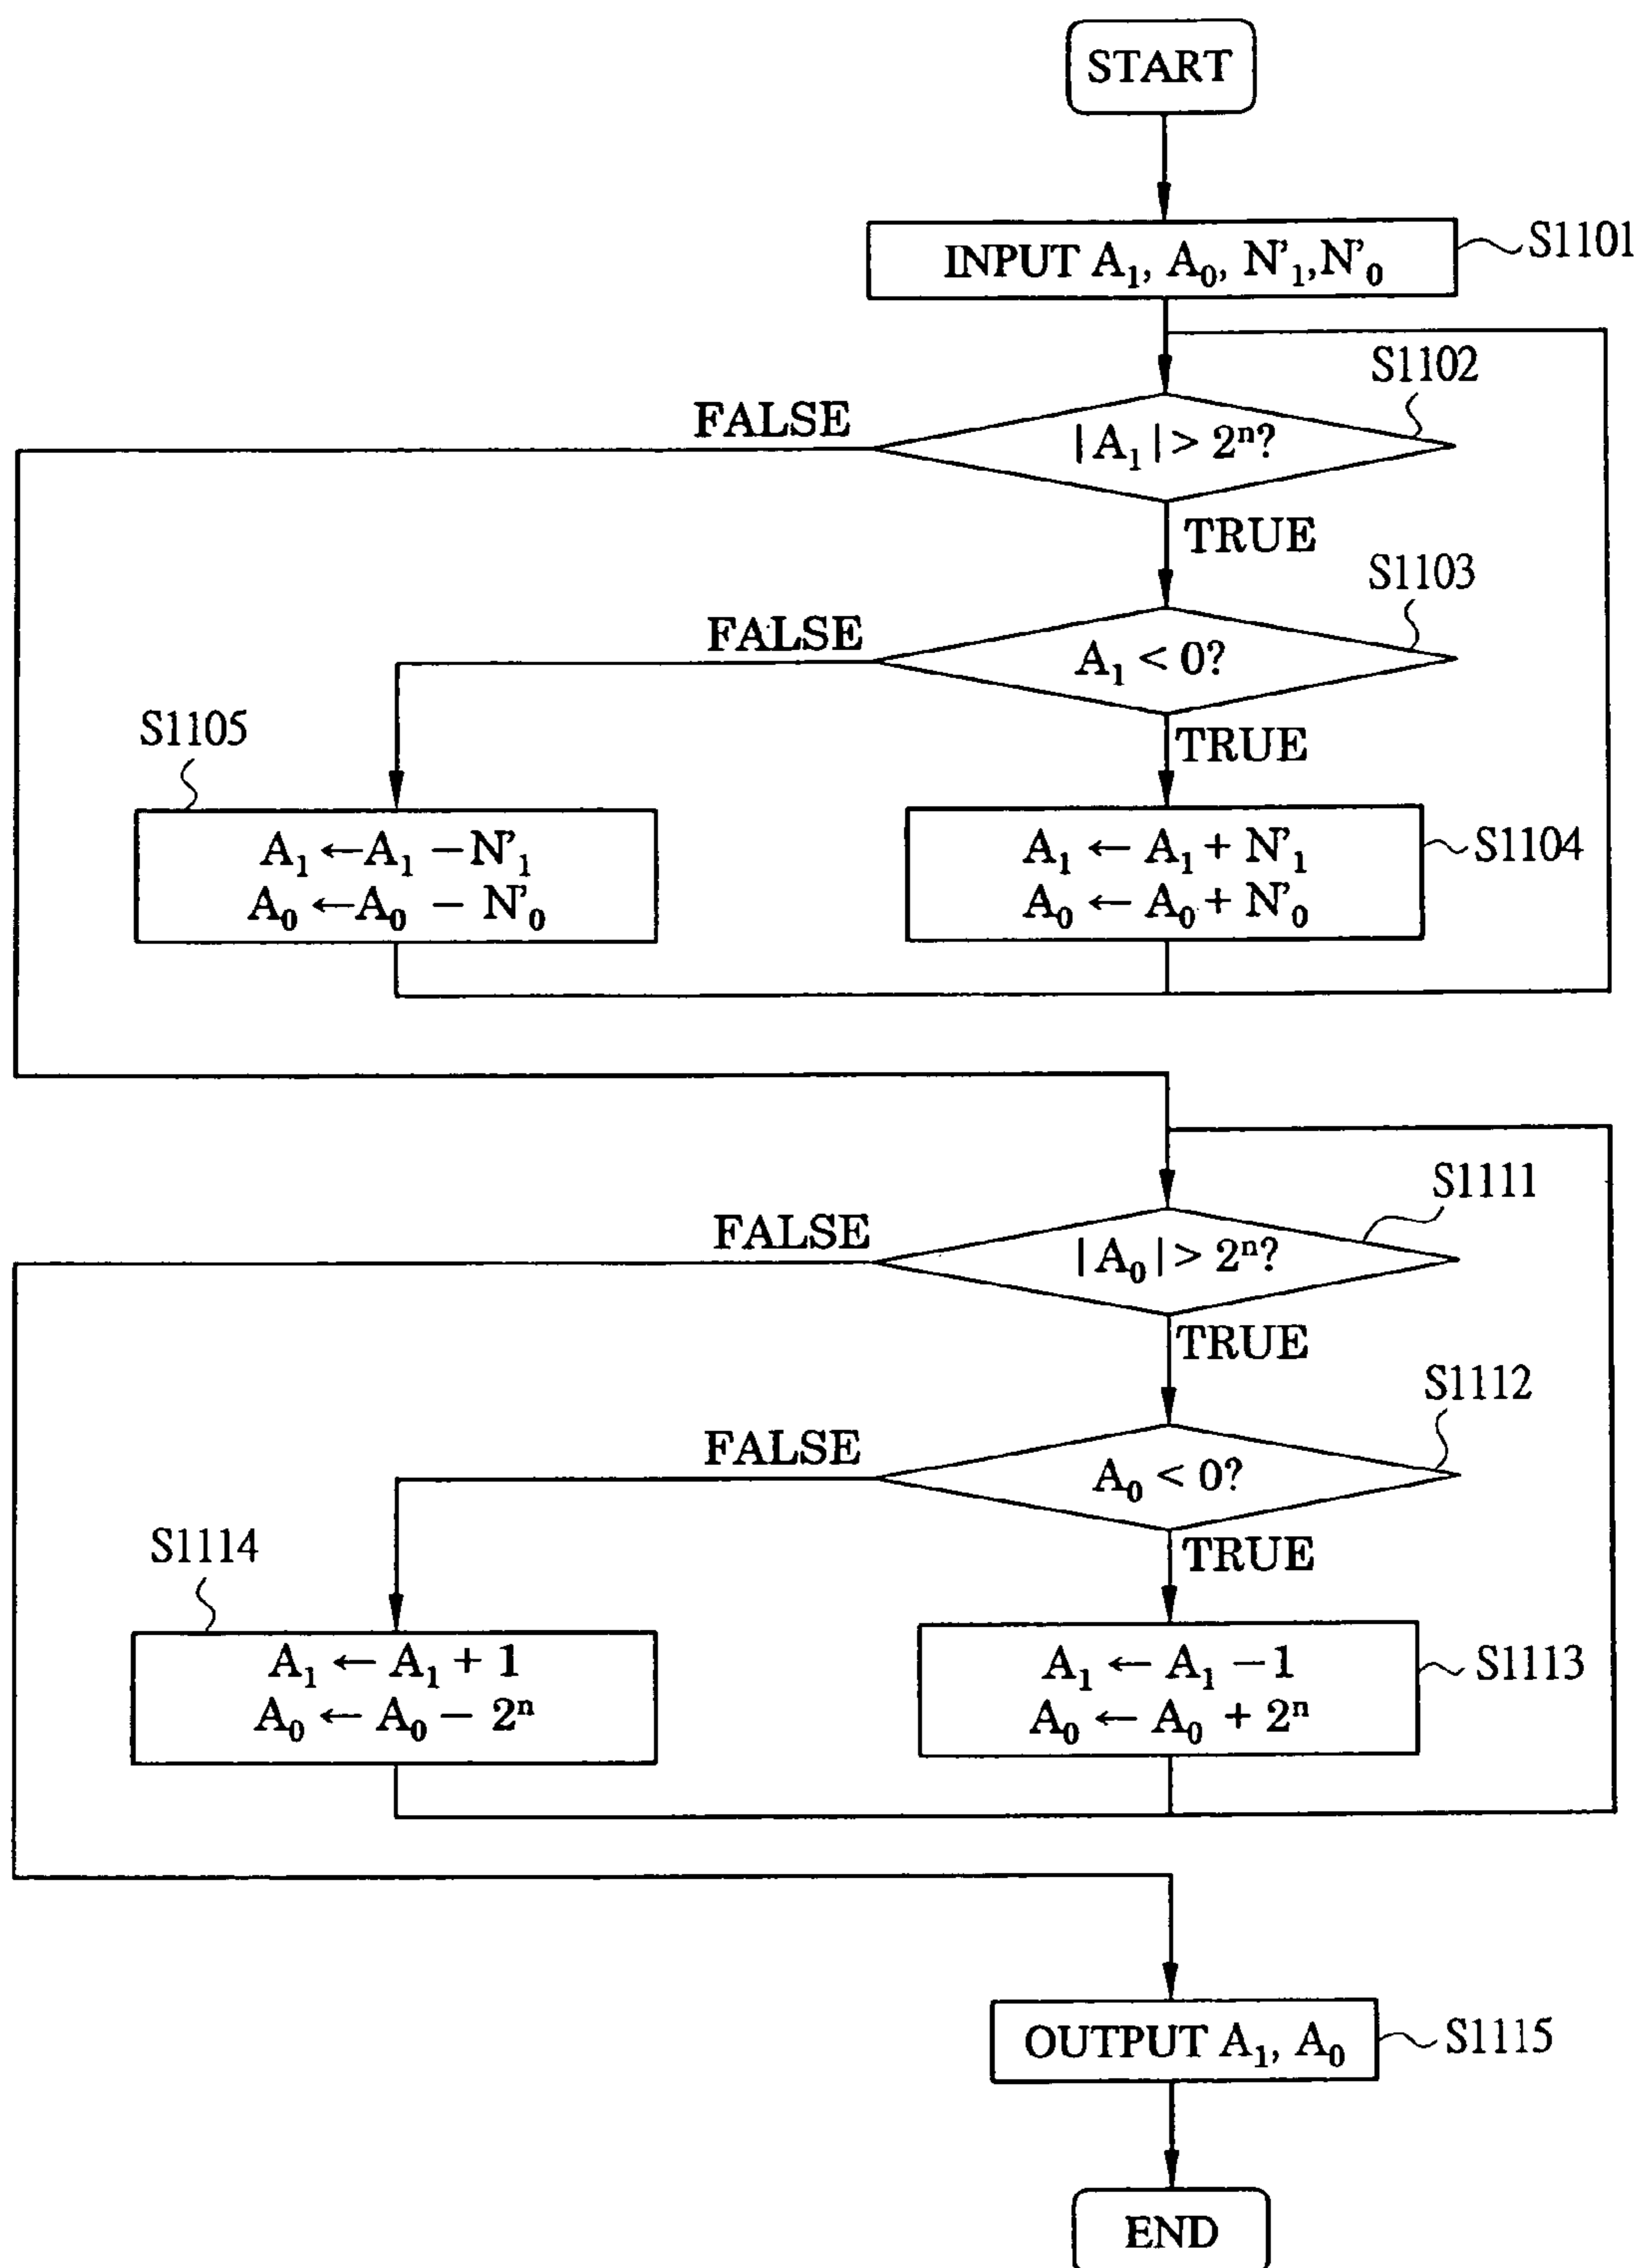 START
INPUT A₁, A₀, N'₁, N'₀
S1101
S1102
FALSE
|A₁| > 2ⁿ?
TRUE
S1103
FALSE
A₁ < 0?
TRUE
S1105
A₁ ← A₁ − N'₁
A₀ ← A₀ − N'₀
A₁ ← A₁ + N'₁
A₀ ← A₀ + N'₀
S1104
S1111
FALSE
|A₀| > 2ⁿ?
TRUE
S1112
FALSE
A₀ < 0?
TRUE
S1114
A₁ ← A₁ + 1
A₀ ← A₀ − 2ⁿ
A₁ ← A₁ − 1
A₀ ← A₀ + 2ⁿ
S1113
OUTPUT A₁, A₀
S1115
END